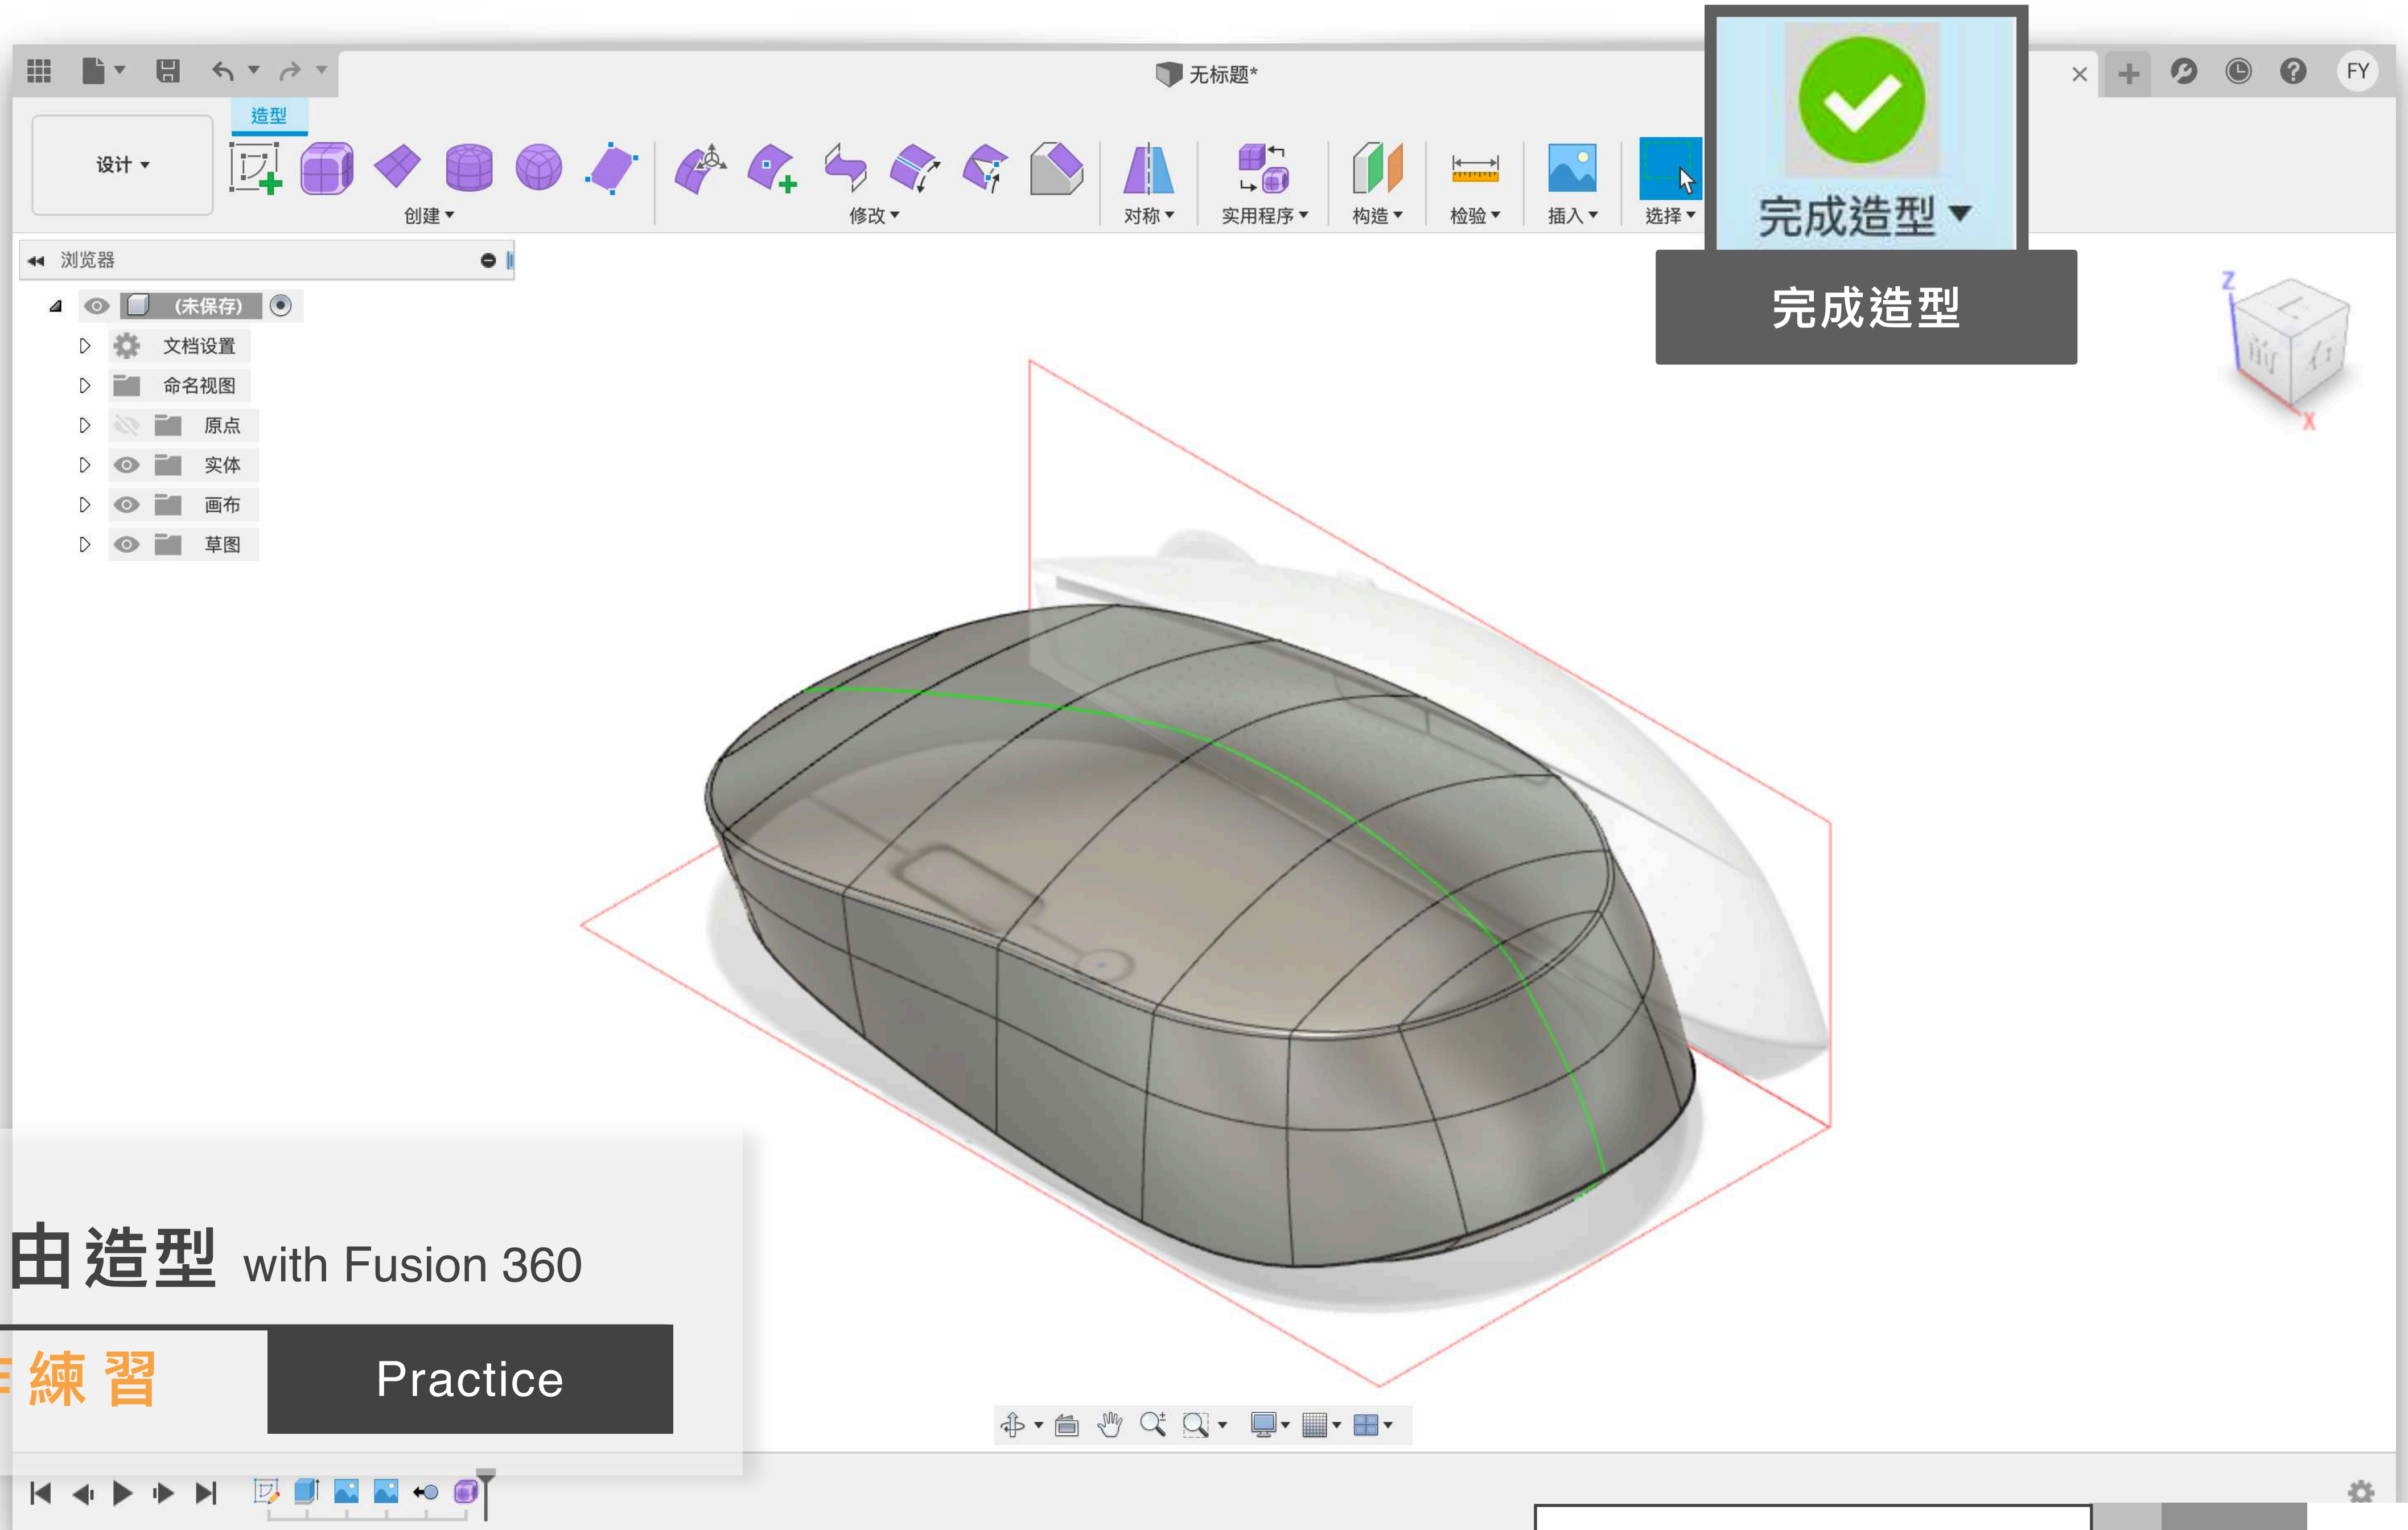 无标题*
FY
造型
设计
创建
修改
对称
实用程序
构造
检验
插入
选择
完成造型
完成造型
浏览器
(未保存)
文档设置
命名视图
原点
实体
画布
草图
Z
上
前
右
X
由造型 with Fusion 360
練習
Practice